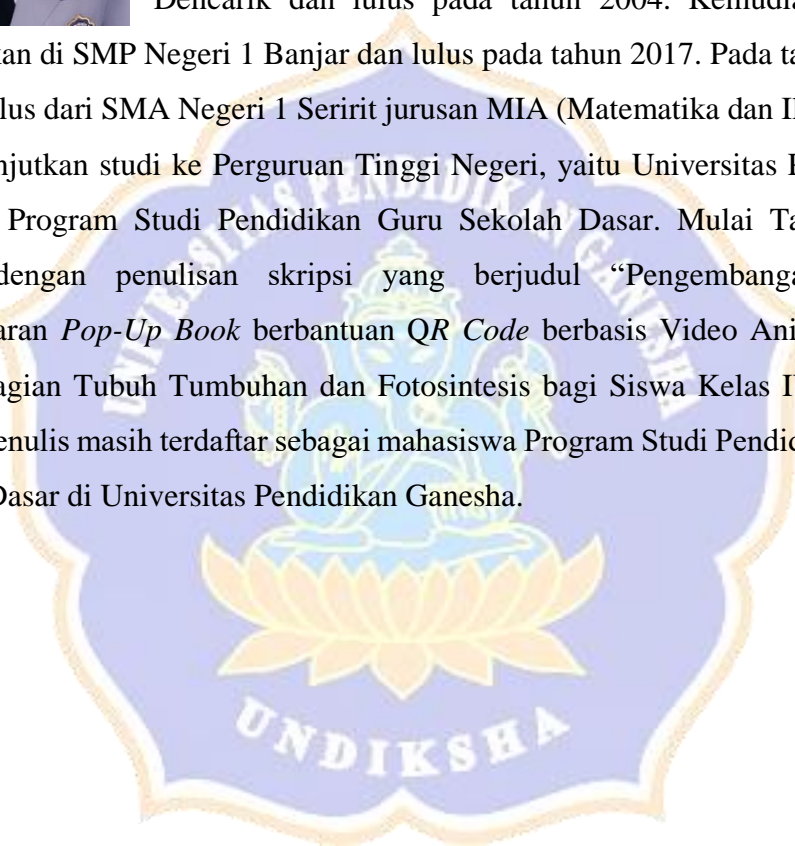 Dencarik dan lulus pada tahun 2004. Kemudia
kan di SMP Negeri 1 Banjar dan lulus pada tahun 2017. Pada ta
lus dari SMA Negeri 1 Seririt jurusan MIA (Matematika dan I
njutkan studi ke Perguruan Tinggi Negeri, yaitu Universitas
Program Studi Pendidikan Guru Sekolah Dasar. Mulai Ta
dengan penulisan skripsi yang berjudul “Pengembanga
aran Pop-Up Book berbantuan QR Code berbasis Video Ani
agian Tubuh Tumbuhan dan Fotosintesis bagi Siswa Kelas I
enulis masih terdaftar sebagai mahasiswa Program Studi Pendid
Dasar di Universitas Pendidikan Ganesha.
UNIVERSITAS PENDIDIKAN GANESHA
UNDIKSHA